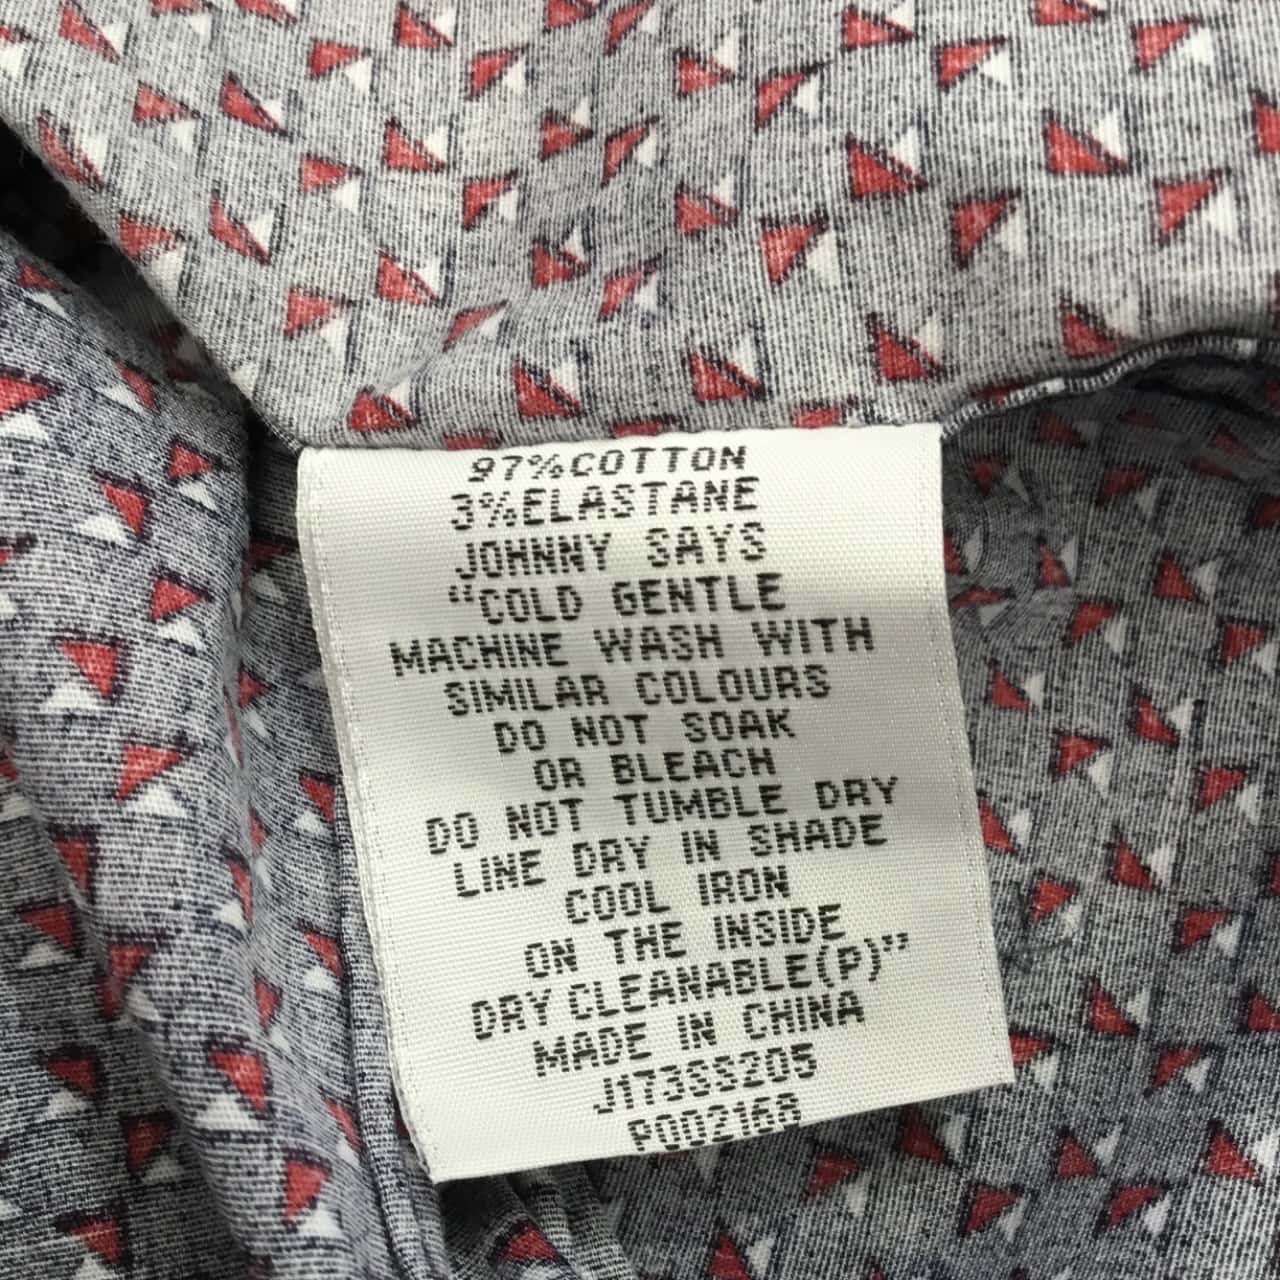 97%COTTON
3%ELASTANE
JOHNNY SAYS
“COLD GENTLE
MACHINE WASH WITH
SIMILAR COLOURS
DO NOT SOAK
OR BLEACH
DO NOT TUMBLE DRY
LINE DRY IN SHADE
COOL IRON
ON THE INSIDE
DRY CLEANABLE(P)”
MADE IN CHINA
J173SS205